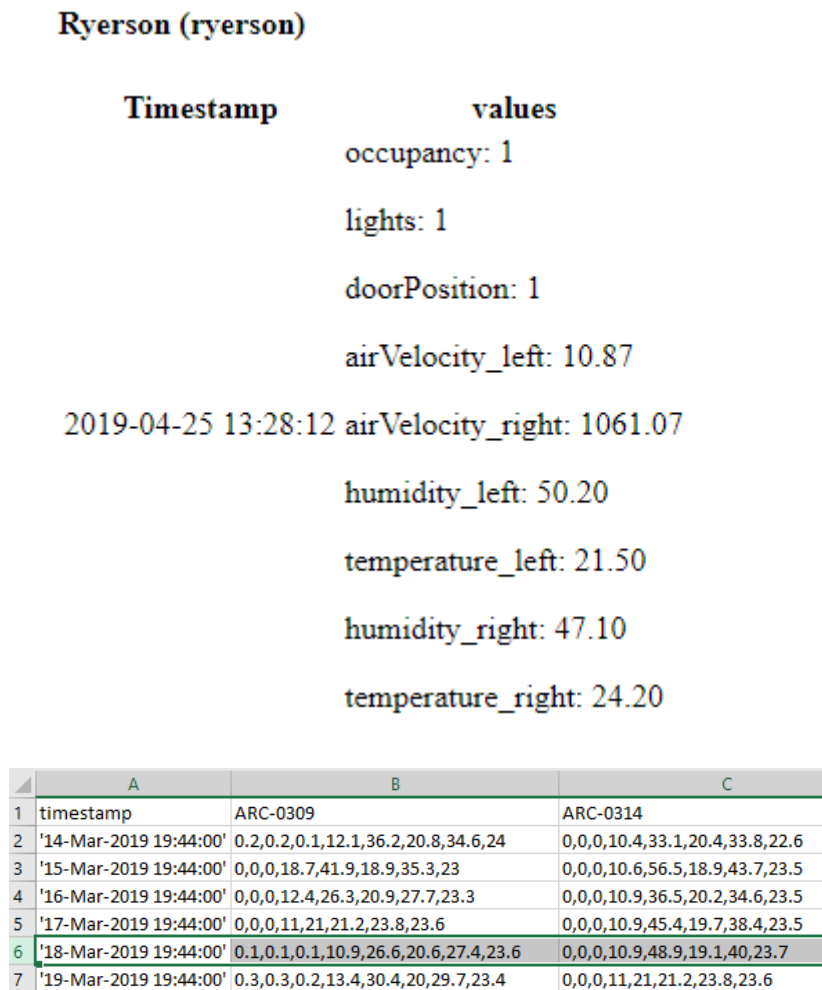 Ryerson (ryerson)
Timestamp values
occupancy: 1
lights: 1
doorPosition: 1
airVelocity_left: 10.87
2019-04-25 13:28:12 airVelocity_right: 1061.07
humidity_left: 50.20
temperature_left: 21.50
humidity_right: 47.10
temperature_right: 24.20
A B C
1 timestamp ARC-0309 ARC-0314
2 '14-Mar-2019 19:44:00' 0.2,0.2,0.1,12.1,36.2,20.8,34.6,24 0,0,0,10.4,33.1,20.4,33.8,22.6
3 '15-Mar-2019 19:44:00' 0,0,0,18.7,41.9,18.9,35.3,23 0,0,0,10.6,56.5,18.9,43.7,23.5
4 '16-Mar-2019 19:44:00' 0,0,0,12.4,26.3,20.9,27.7,23.3 0,0,0,10.9,36.5,20.2,34.6,23.5
5 '17-Mar-2019 19:44:00' 0,0,0,11,21,21.2,23.8,23.6 0,0,0,10.9,45.4,19.7,38.4,23.5
6 '18-Mar-2019 19:44:00' 0.1,0.1,0.1,10.9,26.6,20.6,27.4,23.6 0,0,0,10.9,48.9,19.1,40,23.7
7 '19-Mar-2019 19:44:00' 0.3,0.3,0.2,13.4,30.4,20,29.7,23.4 0,0,0,11,21,21.2,23.8,23.6